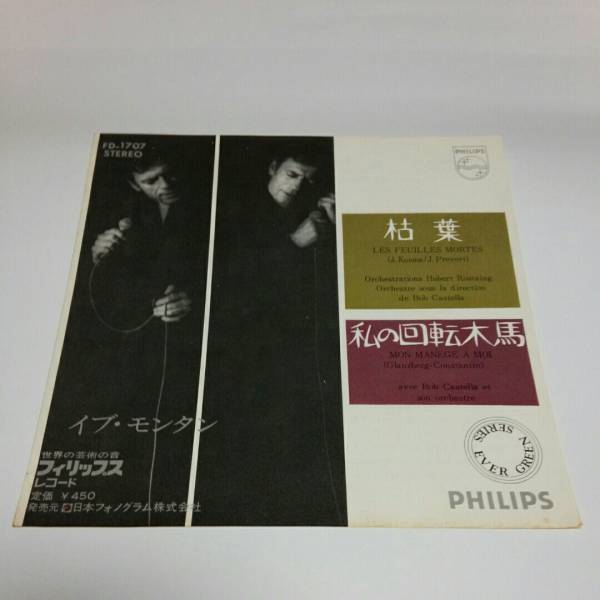 FD-1707
STEREO
PHILIPS
枯葉
LES FEUILLES MORTES
(J. Kosma/J. Prévert)
Orchestrations Hubert Rostaing
Orchestre sous la direction
de Bob Castella
私の回転木馬
MON MANÈGE À MOI
(Glanzberg-Constantin)
avec Bob Castella et
son orchestre
イブ・モンタン
世界の芸術の音
フィリップス
レコード
定価 ¥450
発売元 日本フォノグラム株式会社
EVER GREEN SERIES
PHILIPS